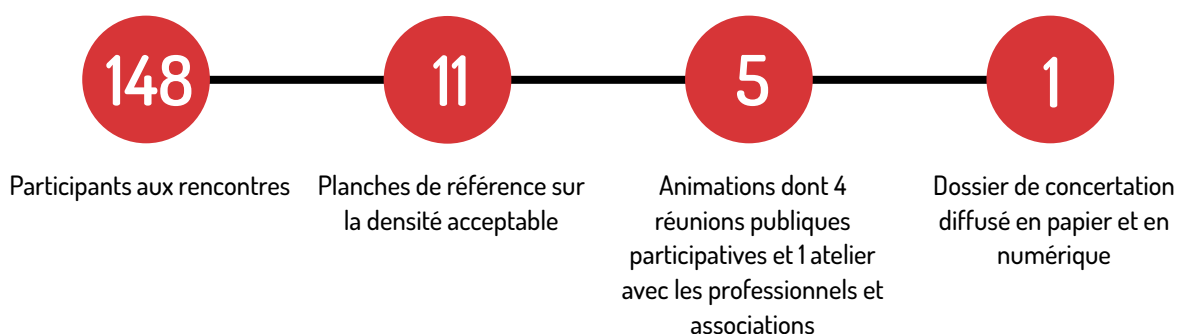 148
Participants aux rencontres
11
Planches de référence sur
la densité acceptable
5
Animations dont 4
réunions publiques
participatives et 1 atelier
avec les professionnels et
associations
1
Dossier de concertation
diffusé en papier et en
numérique